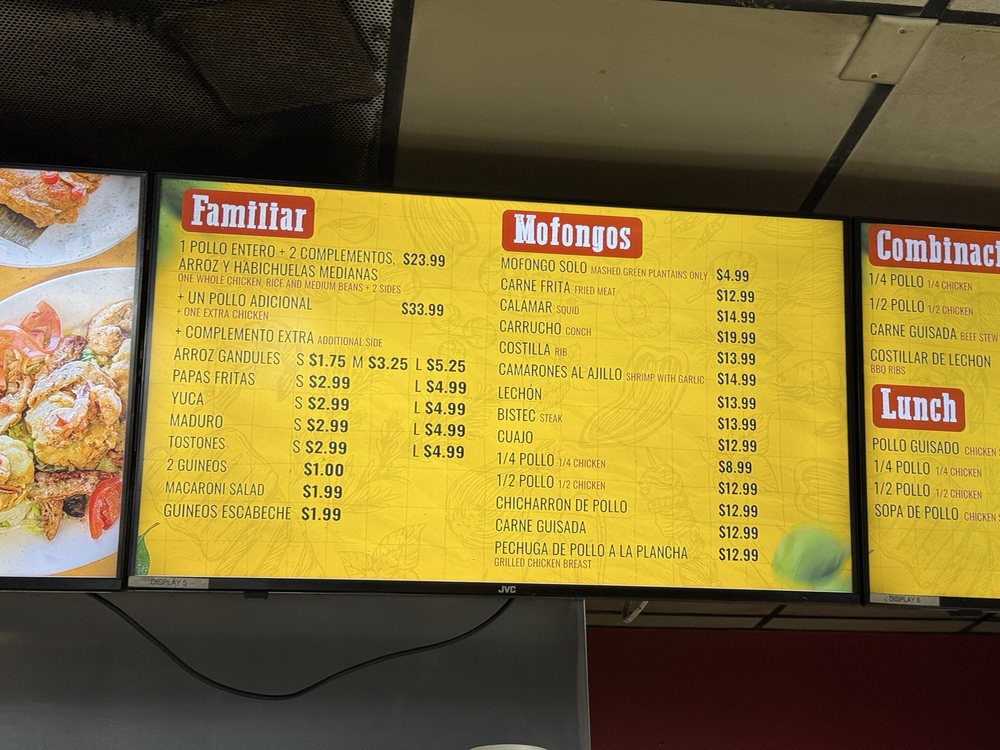 Familiar
1 POLLO ENTERO + 2 COMPLEMENTOS, $23.99
ARROZ Y HABICHUELAS MEDIANAS
ONE WHOLE CHICKEN, RICE AND MEDIUM BEANS + 2 SIDES
+ UN POLLO ADICIONAL $33.99
+ ONE EXTRA CHICKEN
+ COMPLEMENTO EXTRA ADDITIONAL SIDE
ARROZ GANDULES S $1.75 M $3.25 L $5.25
PAPAS FRITAS S $2.99 L $4.99
YUCA S $2.99 L $4.99
MADURO S $2.99 L $4.99
TOSTONES S $2.99 L $4.99
2 GUINEOS $1.00
MACARONI SALAD $1.99
GUINEOS ESCABECHE $1.99
Mofongos
MOFONGO SOLO MASHED GREEN PLANTAINS ONLY $4.99
CARNE FRITA FRIED MEAT $12.99
CALAMAR SQUID $14.99
CARRUCHO CONCH $19.99
COSTILLA RIB $13.99
CAMARONES AL AJILLO SHRIMP WITH GARLIC $14.99
LECHÓN $13.99
BISTEC STEAK $13.99
CUAJO $12.99
1/4 POLLO 1/4 CHICKEN $8.99
1/2 POLLO 1/2 CHICKEN $12.99
CHICHARRON DE POLLO $12.99
CARNE GUISADA $12.99
PECHUGA DE POLLO A LA PLANCHA $12.99
GRILLED CHICKEN BREAST
DISPLAY 5
JVC
Combinaci
1/4 POLLO 1/4 CHICKEN
1/2 POLLO 1/2 CHICKEN
CARNE GUISADA BEEF STEW
COSTILLAR DE LECHON
BBQ RIBS
Lunch
POLLO GUISADO CHICKEN
1/4 POLLO 1/4 CHICKEN
1/2 POLLO 1/2 CHICKEN
SOPA DE POLLO CHICKEN
DISPLAY 6